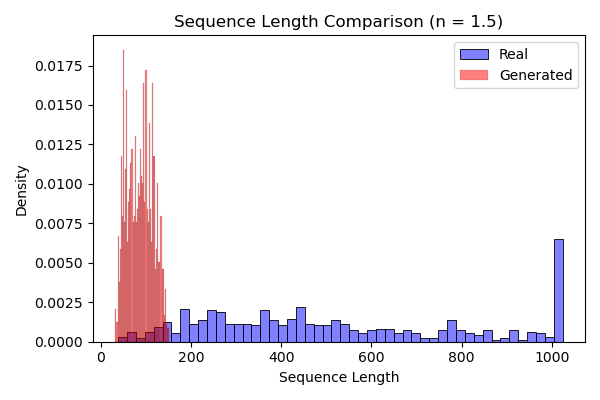 Sequence Length Comparison (n = 1.5)
Real
Generated
0.0175
0.0150
0.0125
0.0100
0.0075
0.0050
0.0025
0.0000
Density
0 200 400 600 800 1000
Sequence Length